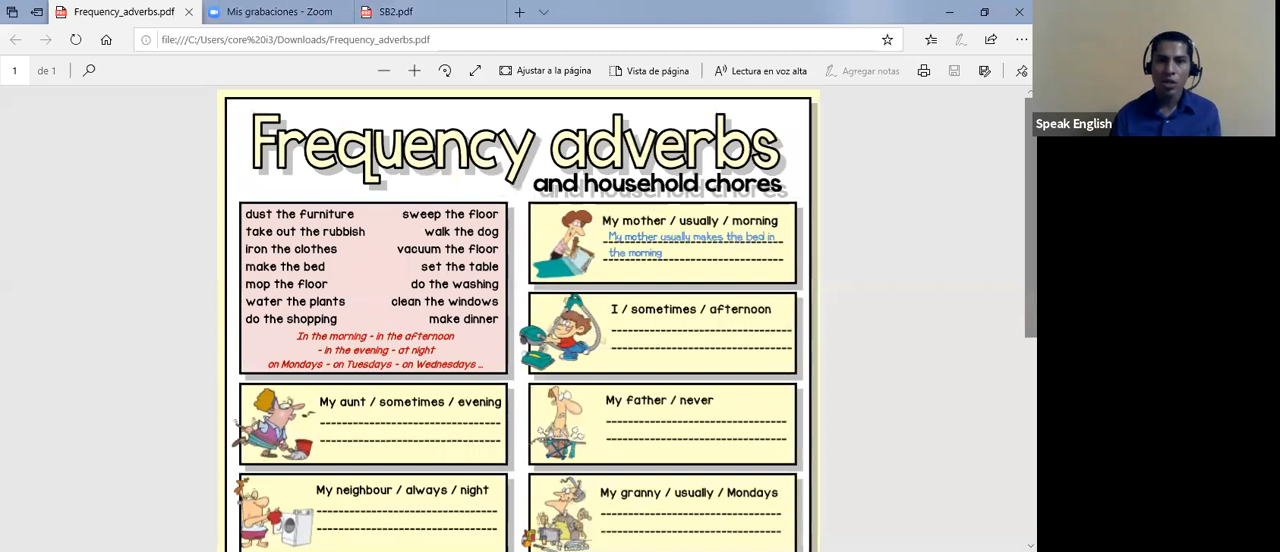 Frequency_adverbs.pdf
Mis grabaciones - Zoom
SB2.pdf
file:///C:/Users/core%20i3/Downloads/Frequency_adverbs.pdf
1 de 1
Ajustar a la página
Vista de página
Lectura en voz alta
Agregar notas
Speak English
Frequency adverbs
and household chores
dust the furniture sweep the floor
take out the rubbish walk the dog
iron the clothes vacuum the floor
make the bed set the table
mop the floor do the washing
water the plants clean the windows
do the shopping make dinner
In the morning - in the afternoon
- in the evening - at night
on Mondays - on Tuesdays - on Wednesdays ...
My mother / usually / morning
My mother usually makes the bed in
the morning
I / sometimes / afternoon
My aunt / sometimes / evening
My father / never
My neighbour / always / night
My granny / usually / Mondays